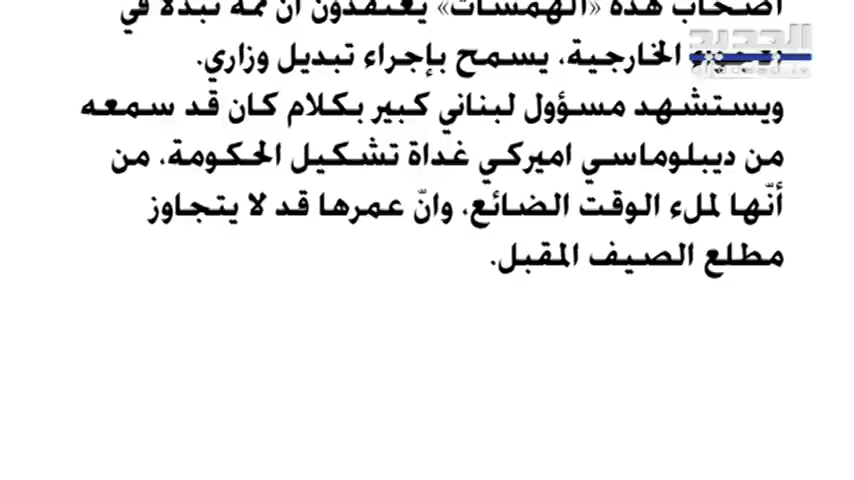 أصحاب هذه «الهمسات» يعتقدون أن ثمة تبدلاً في
الخارجية، يسمح بإجراء تبديل وزاري.
ويستشهد مسؤول لبناني كبير بكلام كان قد سمعه
من ديبلوماسي اميركي غداة تشكيل الحكومة، من
أنّها لملء الوقت الضائع، وانّ عمرها قد لا يتجاوز
مطلع الصيف المقبل.
الجديد